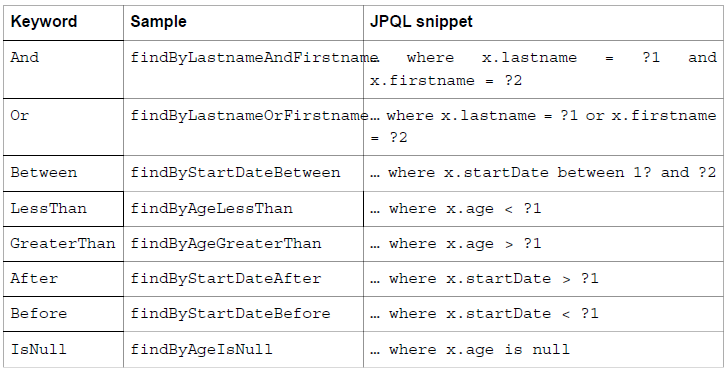 Keyword Sample JPQL snippet
And findByLastnameAndFirstname… where x.lastname = ?1 and
x.firstname = ?2
Or findByLastnameOrFirstname… where x.lastname = ?1 or x.firstname
= ?2
Between findByStartDateBetween … where x.startDate between 1? and ?2
LessThan findByAgeLessThan … where x.age < ?1
GreaterThan findByAgeGreaterThan … where x.age > ?1
After findByStartDateAfter … where x.startDate > ?1
Before findByStartDateBefore … where x.startDate < ?1
IsNull findByAgeIsNull … where x.age is null